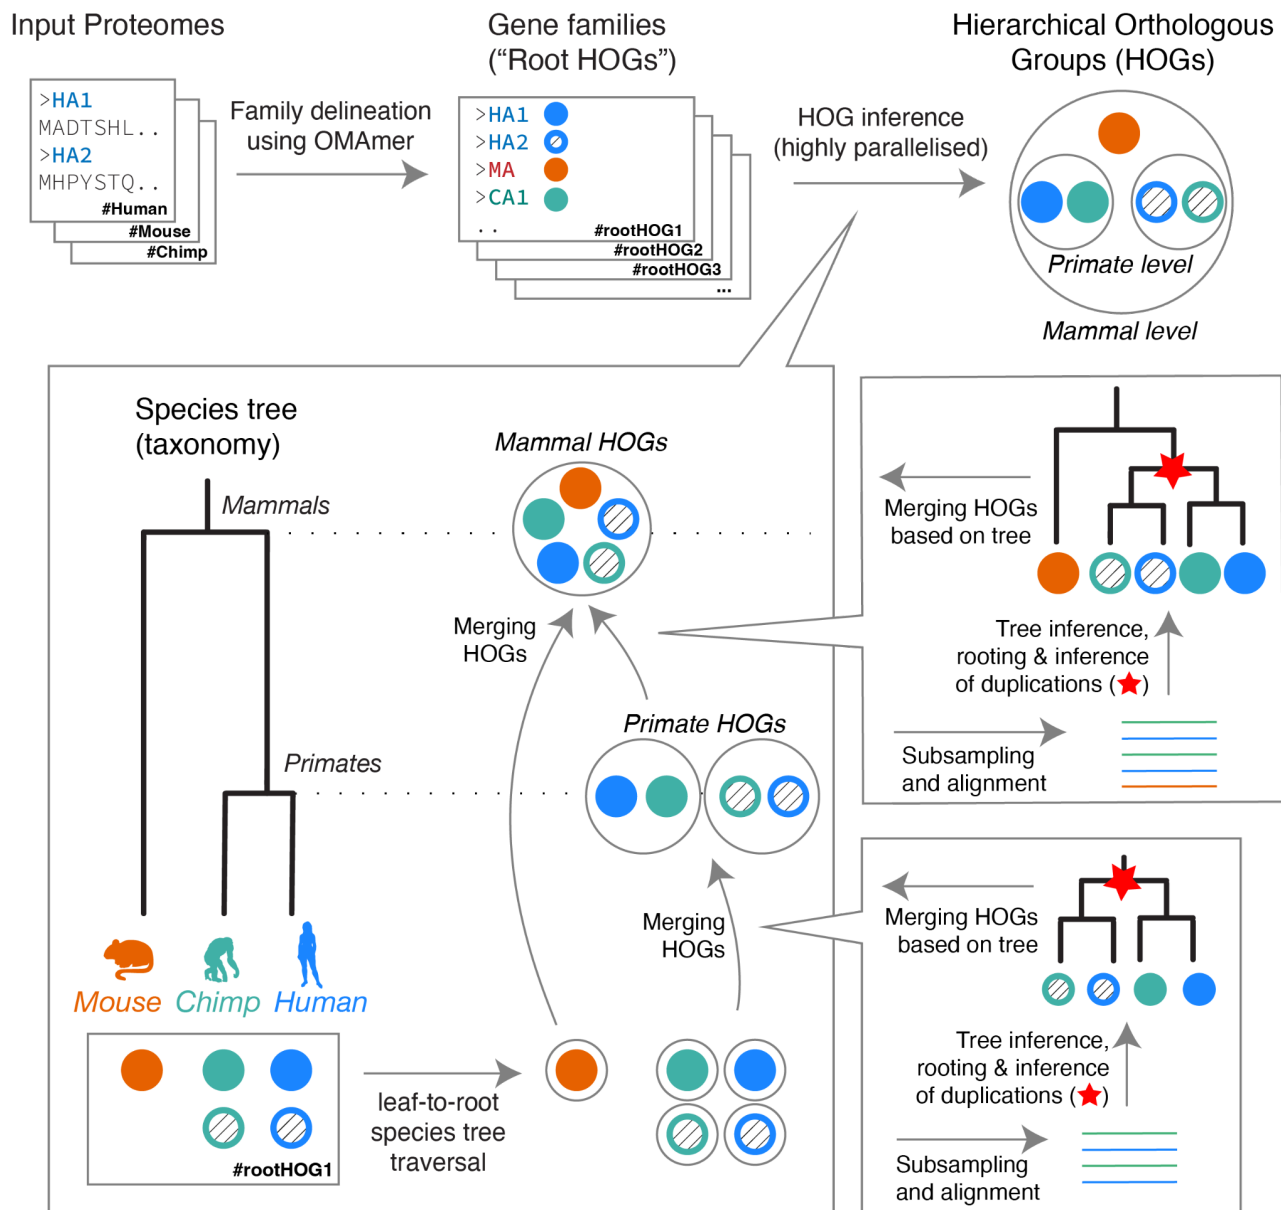 Input Proteomes
Gene families
("Root HOGs")
Hierarchical Orthologous
Groups (HOGs)
>HA1
MADTSHL..
>HA2
MHPYSTQ..
#Human
#Mouse
#Chimp
Family delineation
using OMAmer
>HA1
>HA2
>MA
>CA1
..
#rootHOG1
#rootHOG2
#rootHOG3
...
HOG inference
(highly parallelised)
Primate level
Mammal level
Species tree
(taxonomy)
Mammals
Primates
Mouse
Chimp
Human
#rootHOG1
leaf-to-root
species tree
traversal
Mammal HOGs
Merging
HOGs
Primate HOGs
Merging
HOGs
Merging HOGs
based on tree
Tree inference,
rooting & inference
of duplications (★)
Subsampling
and alignment
Merging HOGs
based on tree
Tree inference,
rooting & inference
of duplications (★)
Subsampling
and alignment